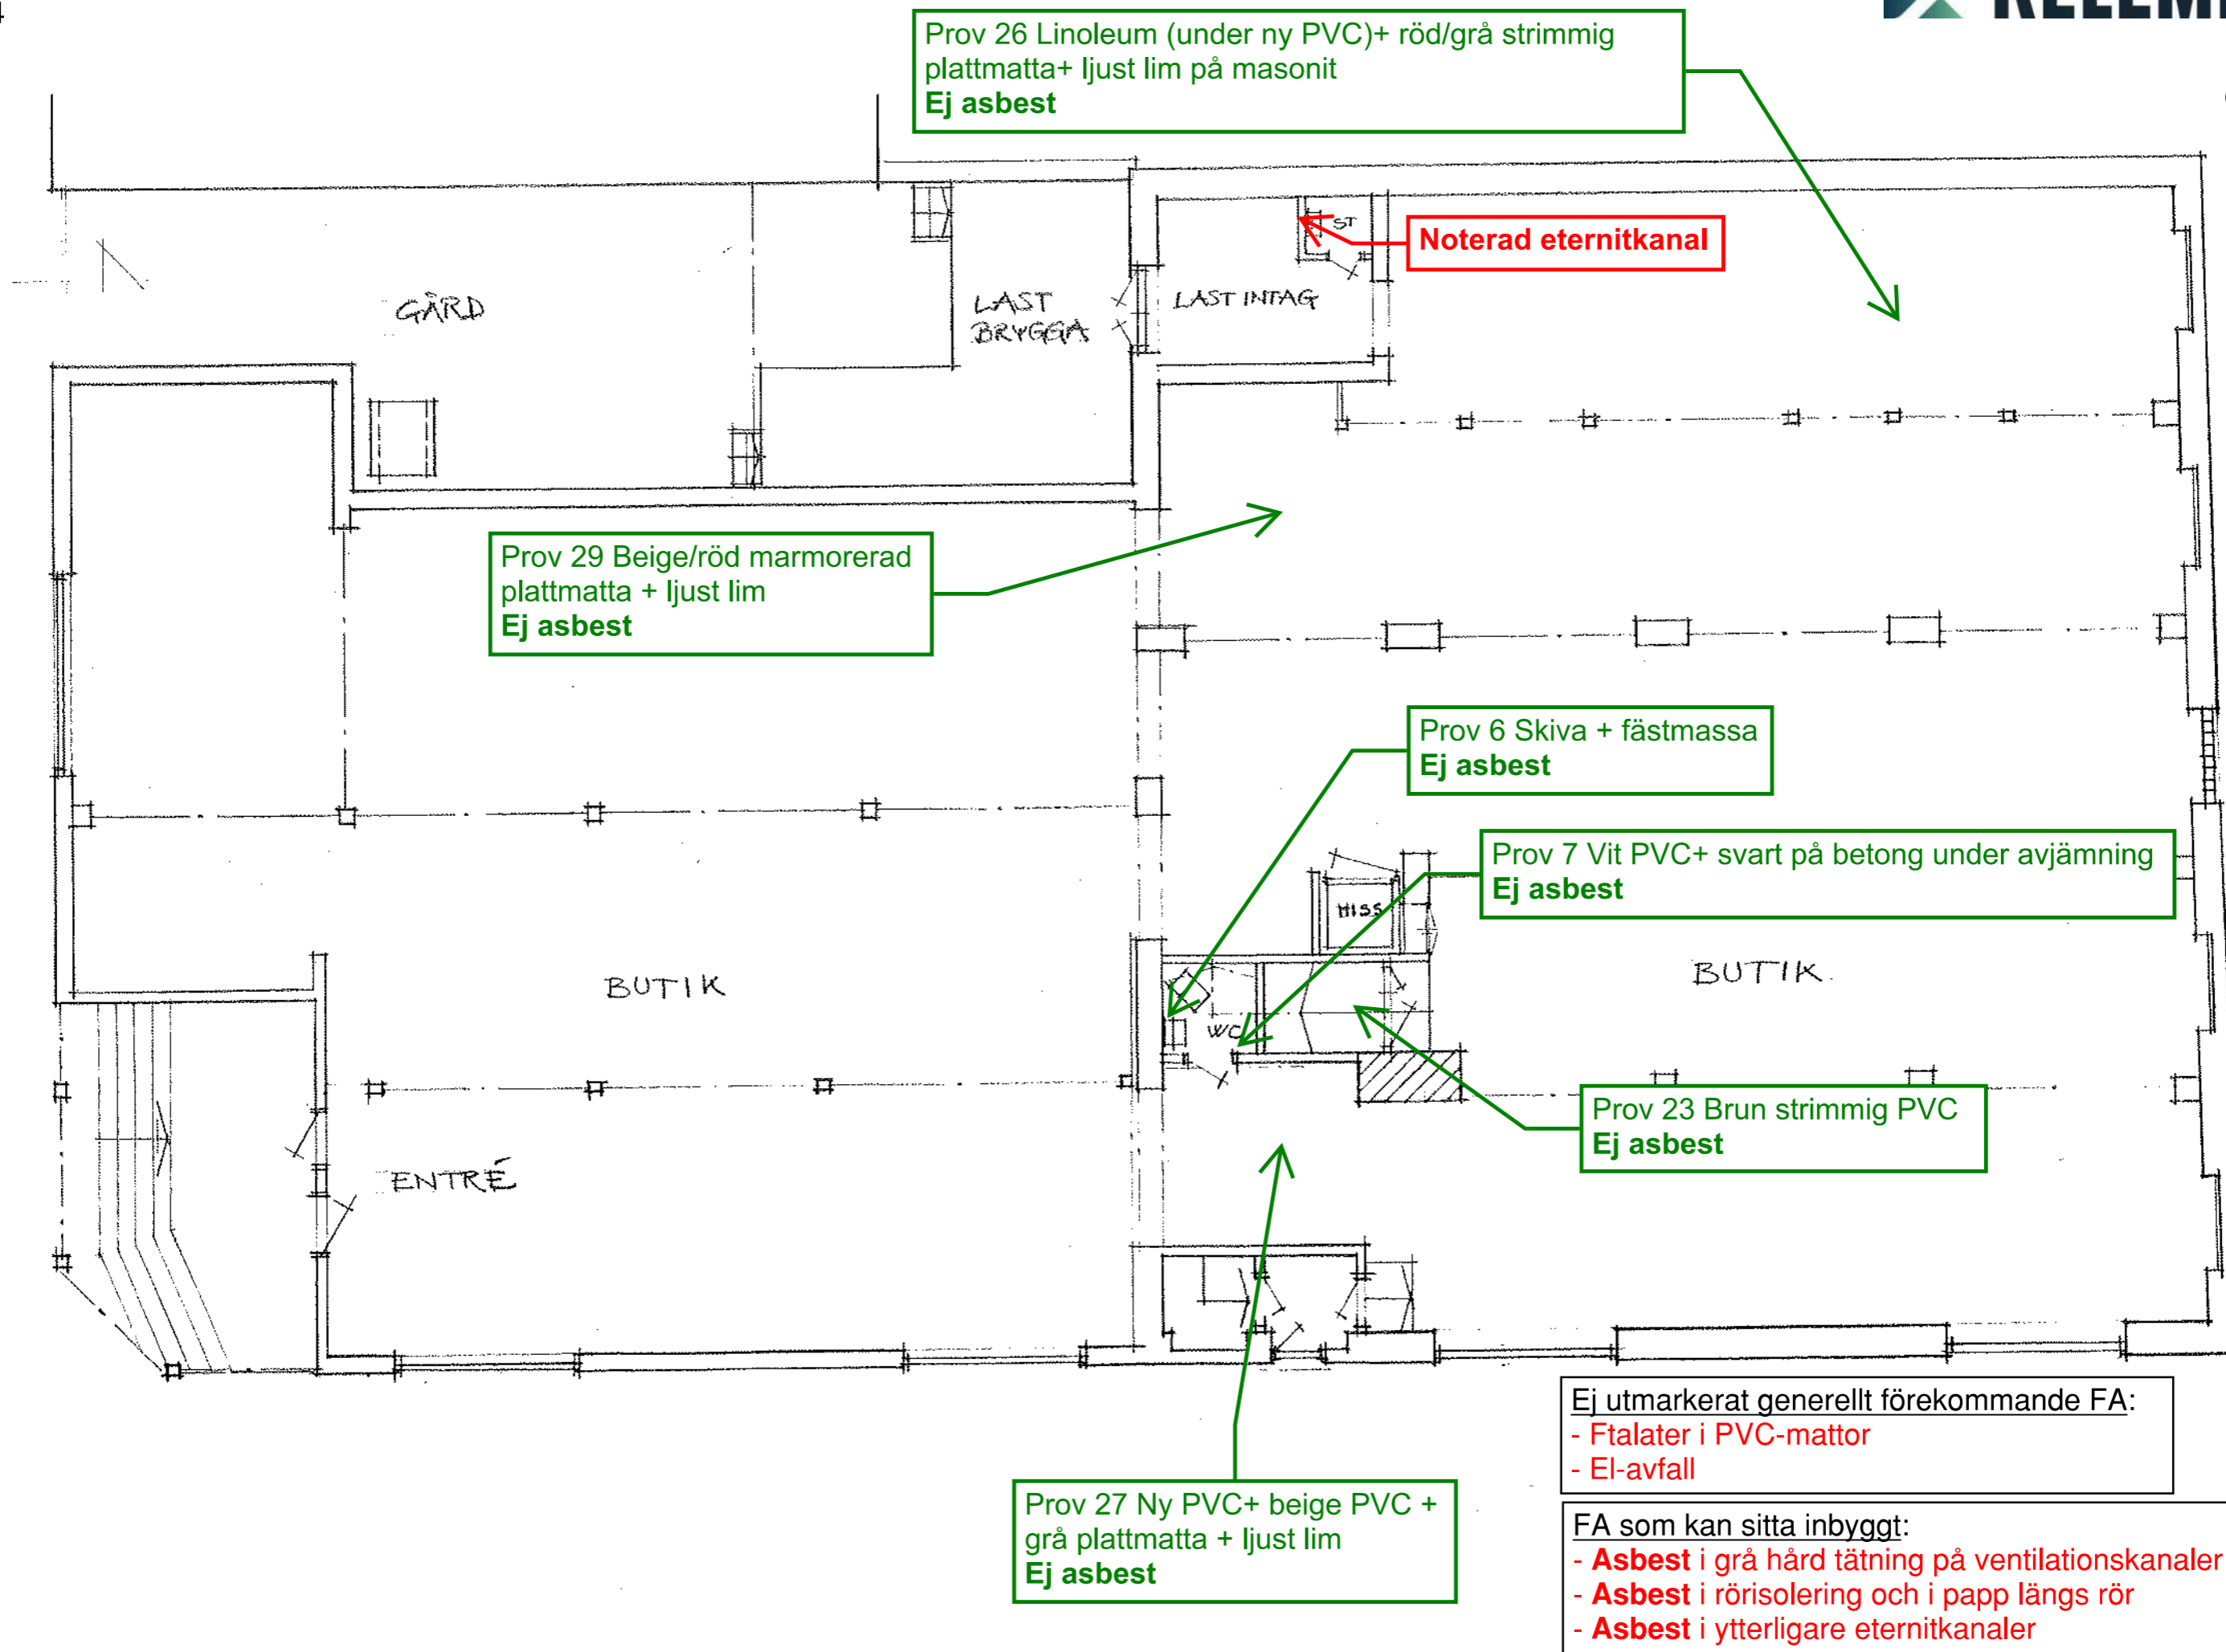 Prov 26 Linoleum (under ny PVC)+ röd/grå strimmig
plattmatta+ ljust lim på masonit
Ej asbest
ST
Noterad eternitkanal
GÅRD
LAST
BRYGGA
LAST INTAG
Prov 29 Beige/röd marmorerad
plattmatta + ljust lim
Ej asbest
Prov 6 Skiva + fästmassa
Ej asbest
Prov 7 Vit PVC+ svart på betong under avjämning
Ej asbest
HISS
BUTIK
BUTIK
WC
Prov 23 Brun strimmig PVC
Ej asbest
ENTRÉ
Ej utmarkerat generellt förekommande FA:
- Ftalater i PVC-mattor
- El-avfall
Prov 27 Ny PVC+ beige PVC +
grå plattmatta + ljust lim
Ej asbest
FA som kan sitta inbyggt:
- Asbest i grå hård tätning på ventilationskanaler
- Asbest i rörisolering och i papp längs rör
- Asbest i ytterligare eternitkanaler